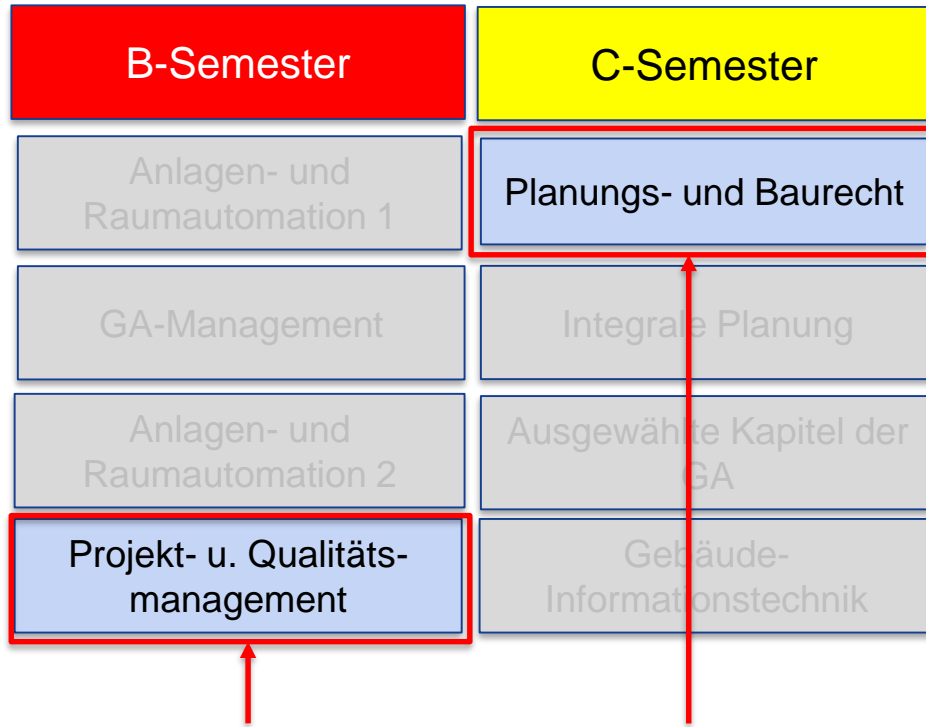 B-Semester
Anlagen- und
Raumautomation 1
GA-Management
Anlagen- und
Raumautomation 2
Projekt- u. Qualitäts-
management
C-Semester
Planungs- und Baurecht
Integrale Planung
Ausgewählte Kapitel der
GA
Gebäude-
Informationstechnik